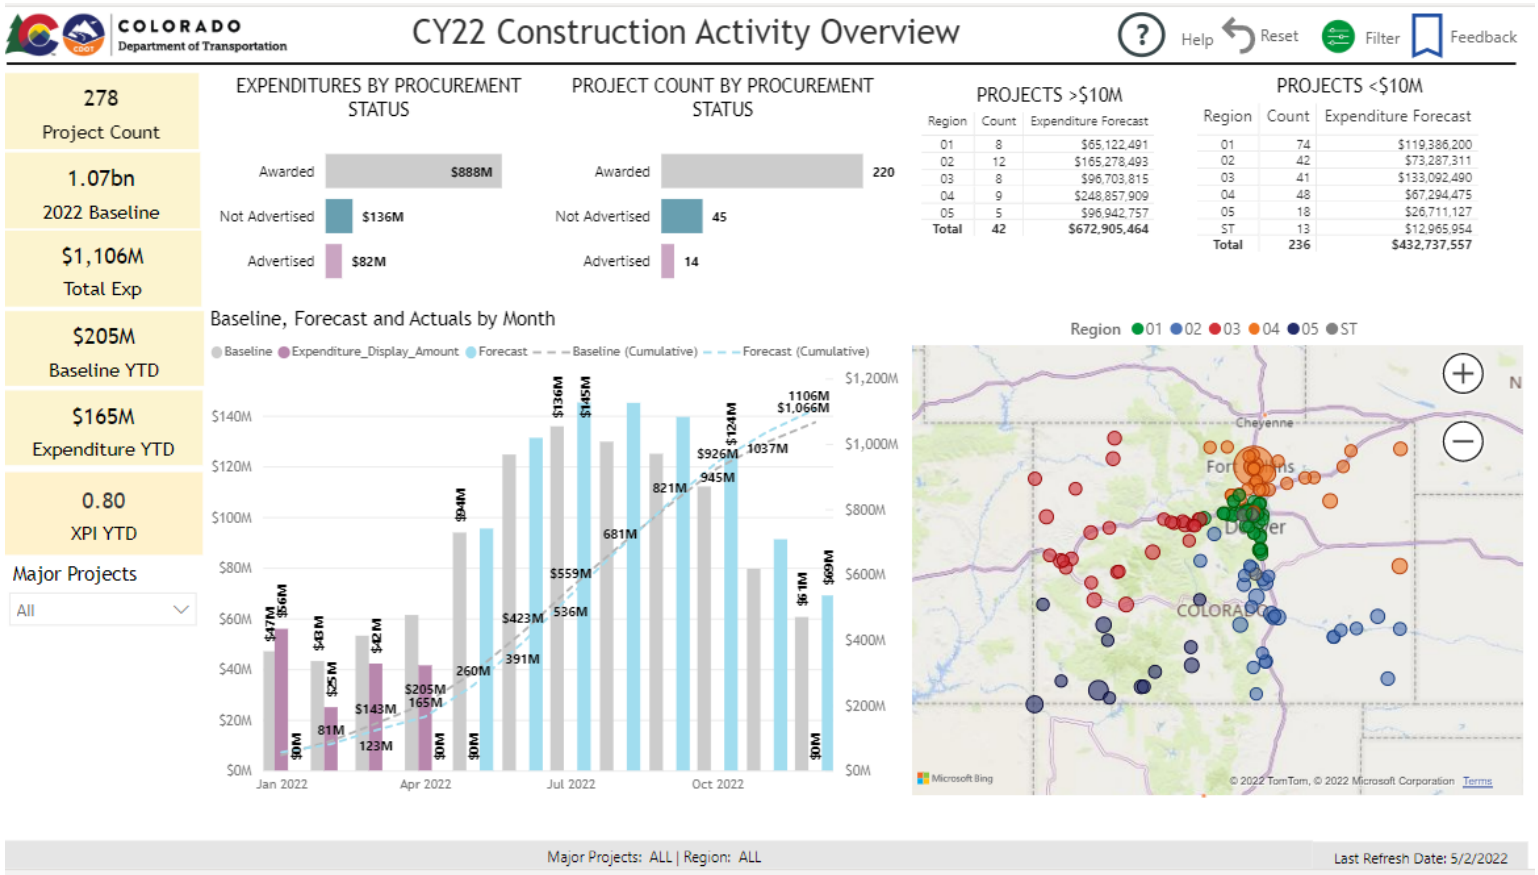 COLORADO
Department of Transportation
CDOT
CY22 Construction Activity Overview
?
Help
Reset
Filter
Feedback
278
Project Count
1.07bn
2022 Baseline
$1,106M
Total Exp
$205M
Baseline YTD
$165M
Expenditure YTD
0.80
XPI YTD
Major Projects
All
EXPENDITURES BY PROCUREMENT
STATUS
Awarded $888M
Not Advertised $136M
Advertised $82M
PROJECT COUNT BY PROCUREMENT
STATUS
Awarded 220
Not Advertised 45
Advertised 14
PROJECTS >$10M
Region Count Expenditure Forecast
01 8 $65,122,491
02 12 $165,278,493
03 8 $96,703,815
04 9 $248,857,909
05 5 $96,942,757
Total 42 $672,905,464
PROJECTS <$10M
Region Count Expenditure Forecast
01 74 $119,386,200
02 42 $73,287,311
03 41 $133,092,490
04 48 $67,294,475
05 18 $26,711,127
ST 13 $12,965,954
Total 236 $432,737,557
Baseline, Forecast and Actuals by Month
Baseline Expenditure_Display_Amount Forecast Baseline (Cumulative) Forecast (Cumulative)
$140M
$120M
$100M
$80M
$60M
$40M
$20M
$0M
$47M
$56M
$0M
$43M
$25M
$42M
$0M
$94M
$0M
$136M
$145M
$124M
$61M
$0M
$69M
81M
$143M
123M
$205M
165M
260M
$423M
391M
$559M
536M
681M
821M
$926M
945M
1037M
1106M
$1,066M
$1,200M
$1,000M
$800M
$600M
$400M
$200M
$0M
Jan 2022 Apr 2022 Jul 2022 Oct 2022
Region 01 02 03 04 05 ST
N
Cheyenne
COLORADO
Microsoft Bing
© 2022 TomTom, © 2022 Microsoft Corporation Terms
Major Projects: ALL | Region: ALL
Last Refresh Date: 5/2/2022